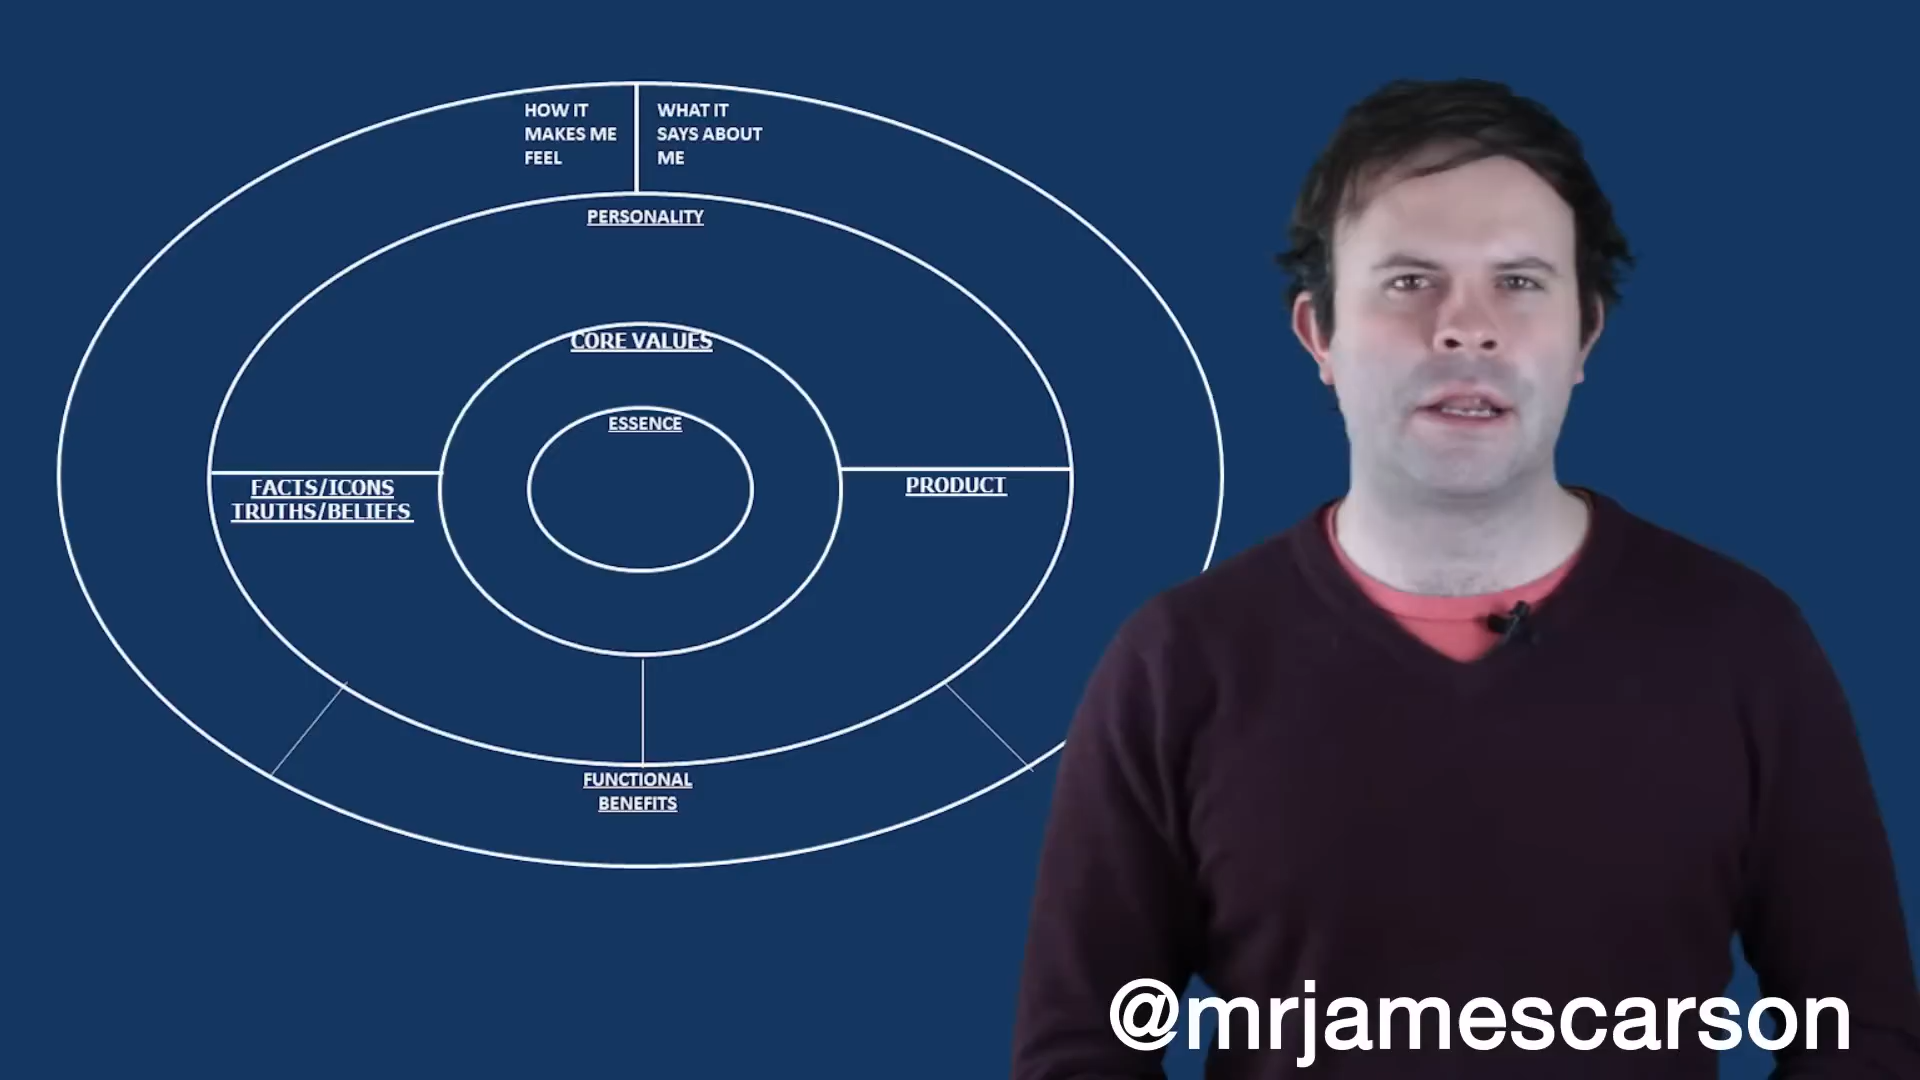 HOW IT
MAKES ME
FEEL
WHAT IT
SAYS ABOUT
ME
PERSONALITY
CORE VALUES
ESSENCE
FACTS/ICONS
TRUTHS/BELIEFS
PRODUCT
FUNCTIONAL
BENEFITS
@mrjamescarson